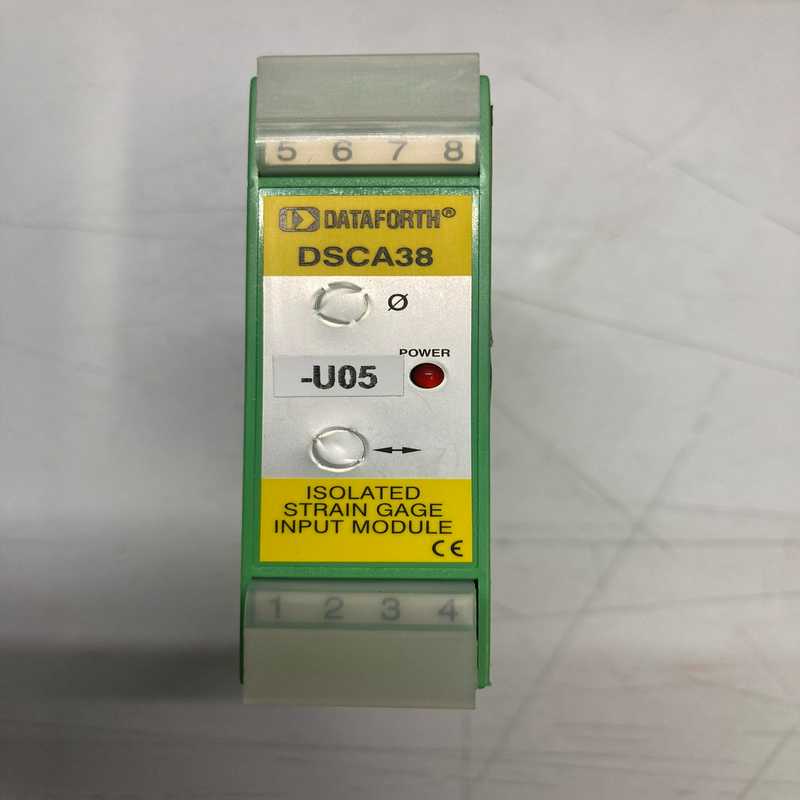 5 6 7 8
DATAFORTH®
DSCA38
Ø
POWER
-U05
ISOLATED
STRAIN GAGE
INPUT MODULE
CE
1 2 3 4